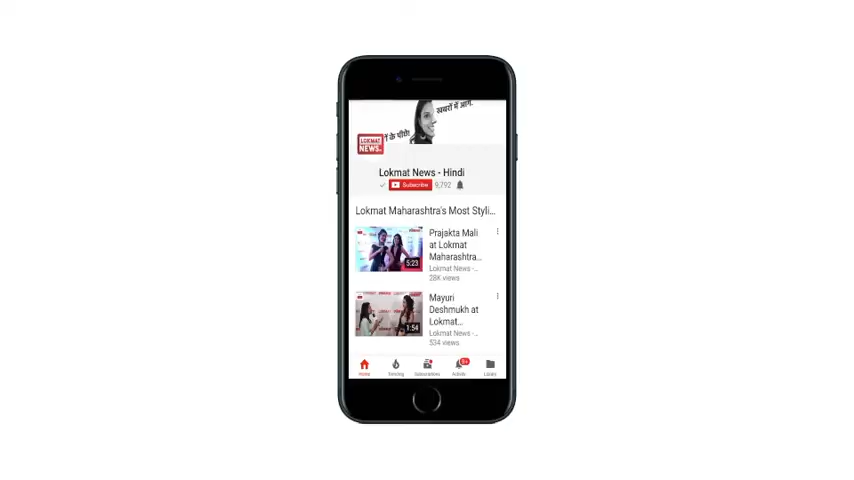 खबरों में आगे,
के पीछे!
LOKMAT
NEWS
Lokmat News - Hindi
Subscribe 9,792
Lokmat Maharashtra's Most Styli...
Prajakta Mali
at Lokmat
Maharashtra...
Lokmat News -...
28K views
5:23
Mayuri
Deshmukh at
Lokmat...
Lokmat News -...
534 views
1:54
Home Trending Subscriptions Activity Library
9+